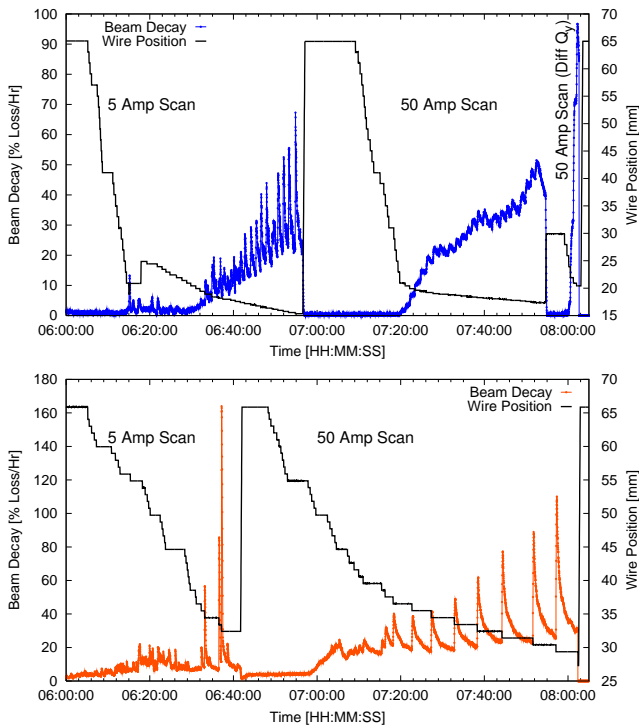 Beam Decay
Wire Position
5 Amp Scan
50 Amp Scan
50 Amp Scan (Diff Qy)
Beam Decay [% Loss/Hr]
100
90
80
70
60
50
40
30
20
10
0
Wire Position [mm]
70
65
60
55
50
45
40
35
30
25
20
15
06:00:00 06:20:00 06:40:00 07:00:00 07:20:00 07:40:00 08:00:00
Time [HH:MM:SS]
Beam Decay
Wire Position
5 Amp Scan
50 Amp Scan
Beam Decay [% Loss/Hr]
180
160
140
120
100
80
60
40
20
0
Wire Position [mm]
70
65
60
55
50
45
40
35
30
25
06:00:00 06:20:00 06:40:00 07:00:00 07:20:00 07:40:00 08:00:00
Time [HH:MM:SS]